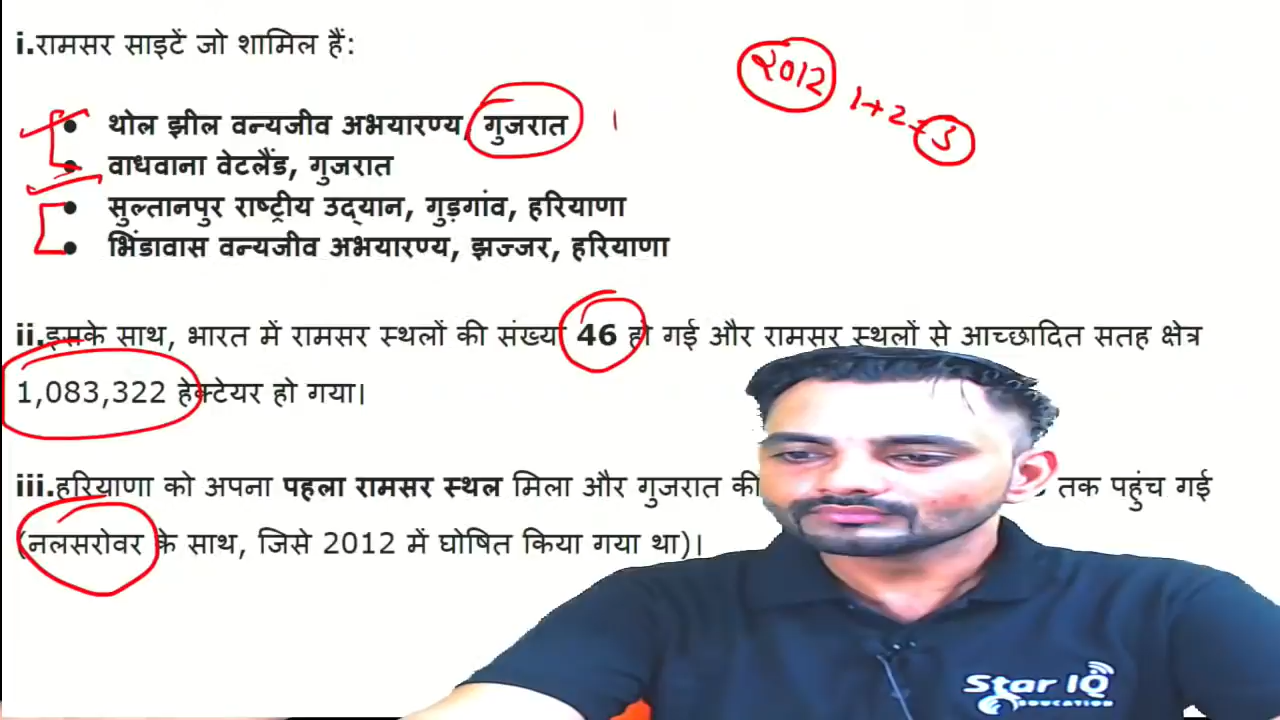 i.रामसर साइटें जो शामिल हैं:
2012
1+2=3
थोल झील वन्यजीव अभयारण्य, गुजरात
वाधवाना वेटलैंड, गुजरात
सुल्तानपुर राष्ट्रीय उद्यान, गुड़गांव, हरियाणा
भिंडावास वन्यजीव अभयारण्य, झज्जर, हरियाणा
ii.इसके साथ, भारत में रामसर स्थलों की संख्या 46 हो गई और रामसर स्थलों से आच्छादित सतह क्षेत्र
1,083,322 हेक्टेयर हो गया।
iii.हरियाणा को अपना पहला रामसर स्थल मिला और गुजरात की तक पहुंच गई
(नलसरोवर के साथ, जिसे 2012 में घोषित किया गया था)।
Star IQ
EDUCATION